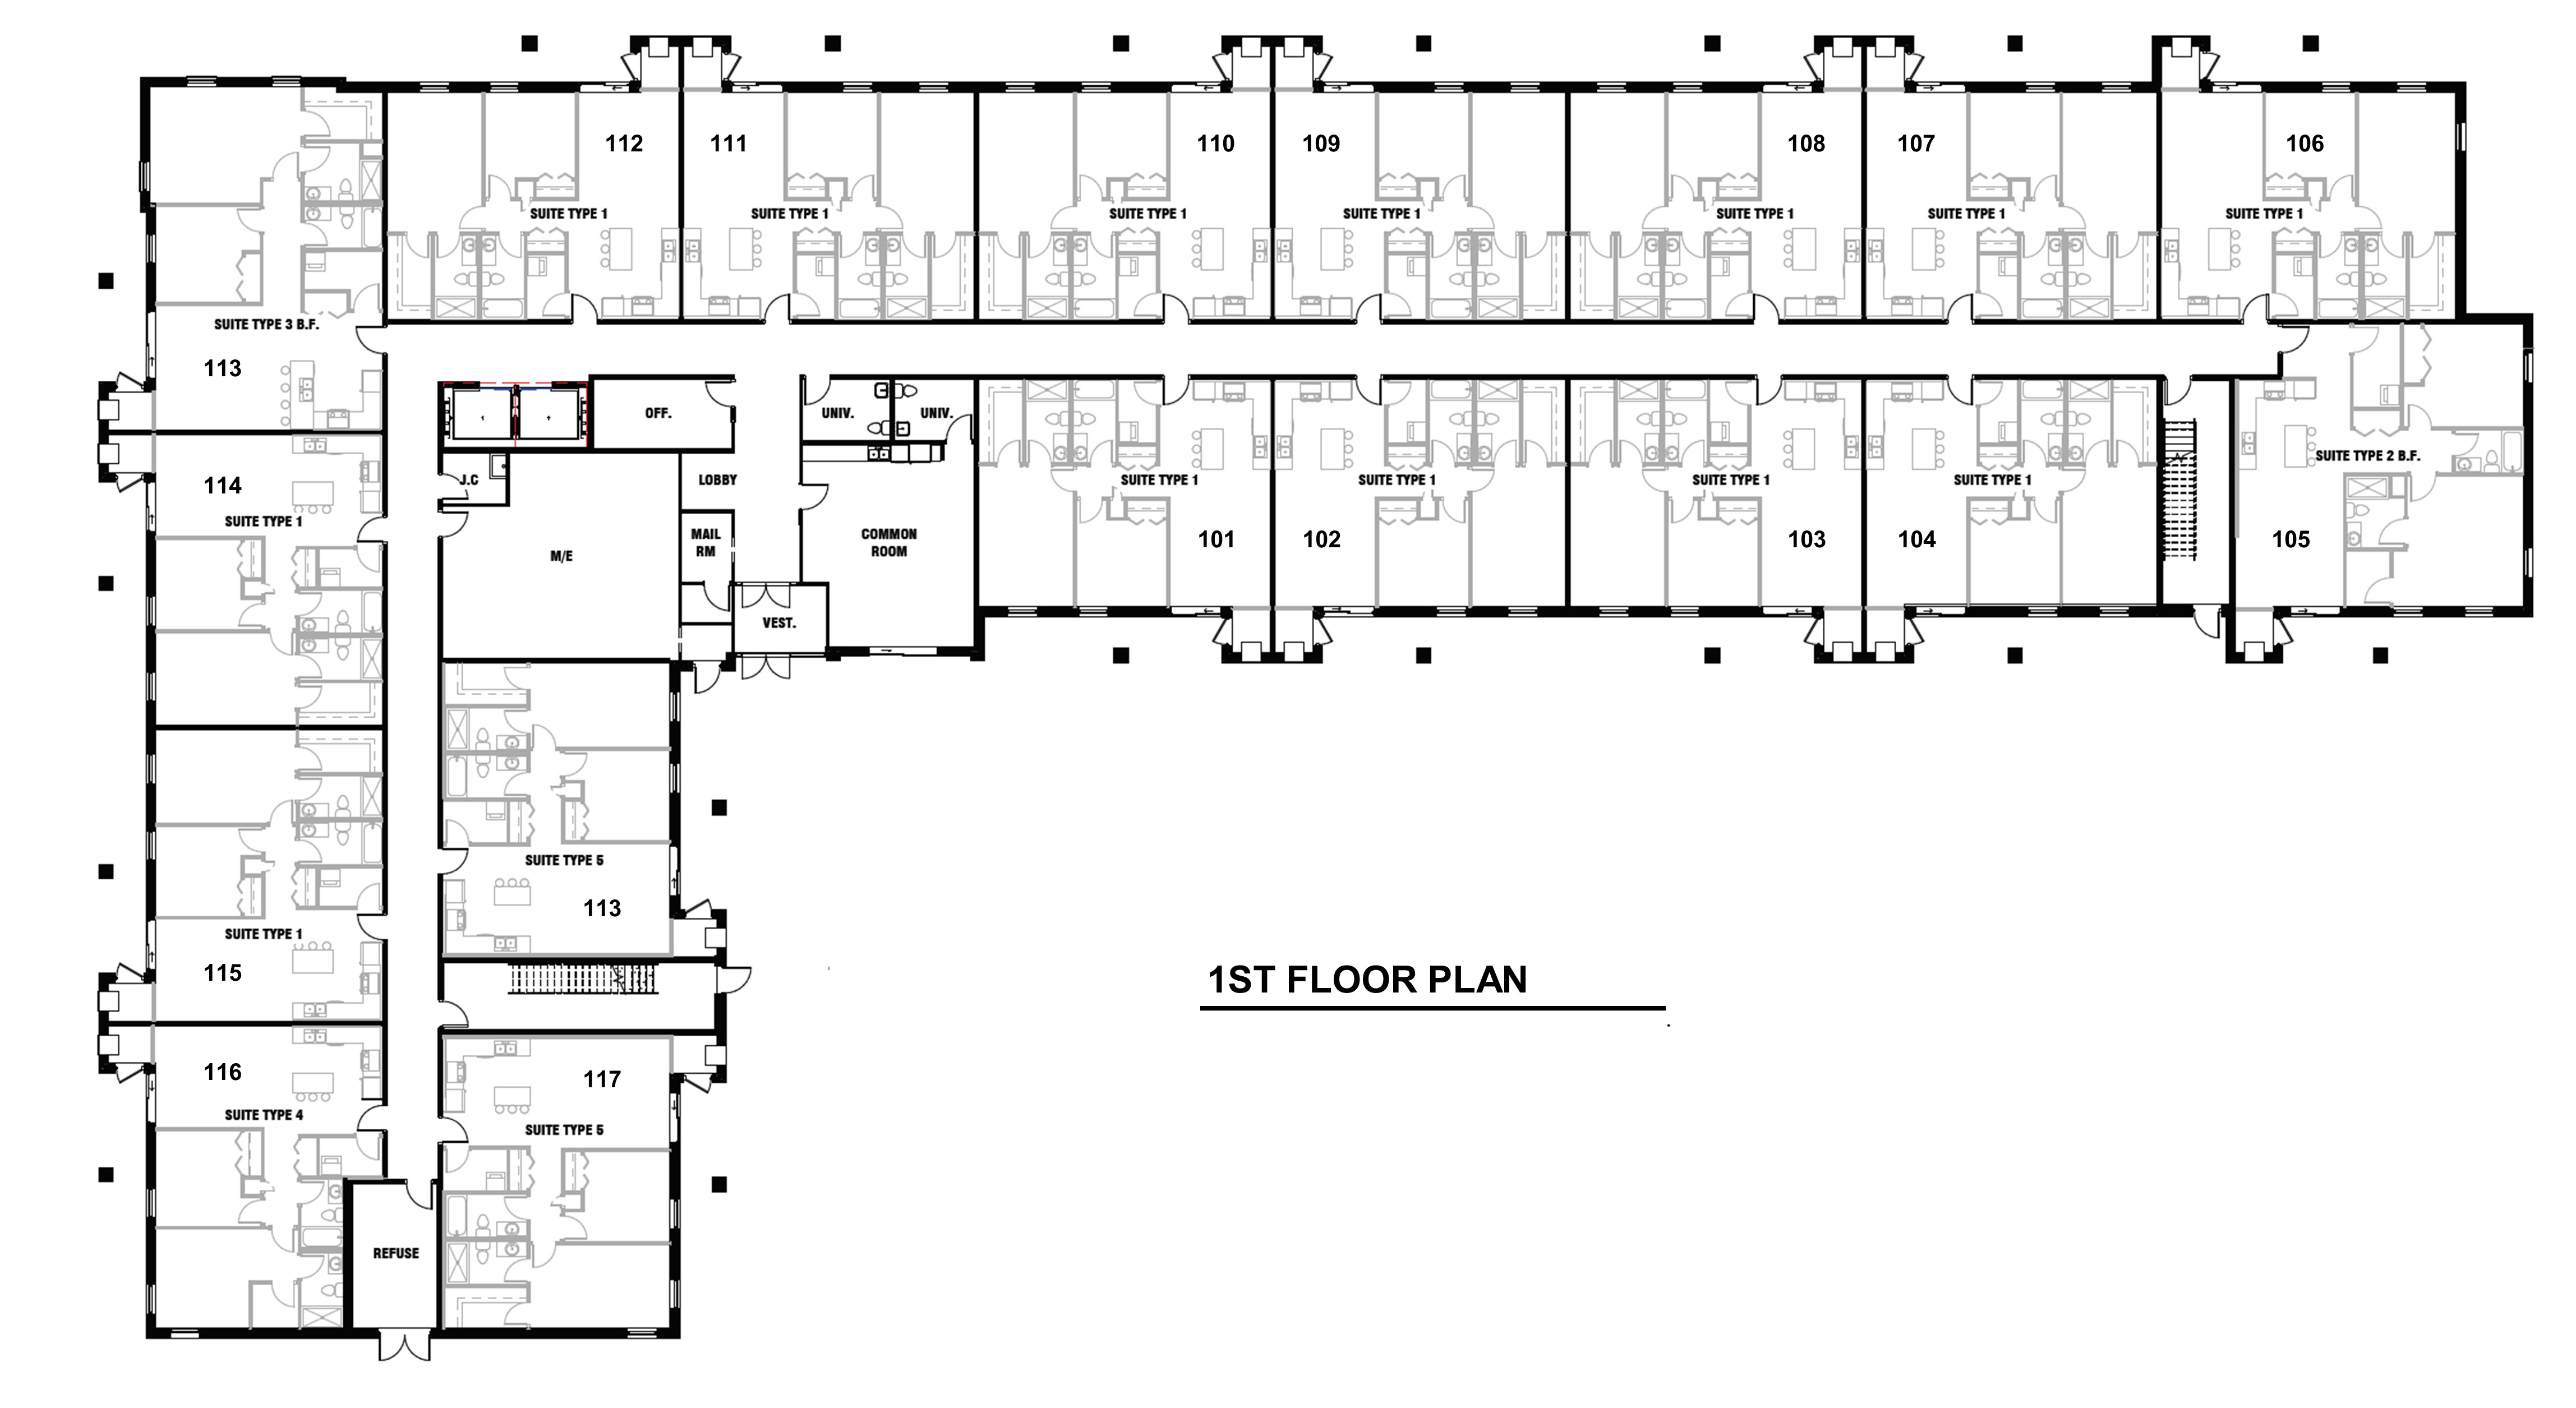 112
111
110
109
108
107
106
SUITE TYPE 1
SUITE TYPE 1
SUITE TYPE 1
SUITE TYPE 1
SUITE TYPE 1
SUITE TYPE 1
SUITE TYPE 1
SUITE TYPE 3 B.F.
113
OFF.
UNIV.
UNIV.
SUITE TYPE 2 B.F.
114
J.C
LOBBY
SUITE TYPE 1
SUITE TYPE 1
SUITE TYPE 1
SUITE TYPE 1
SUITE TYPE 1
MAIL
RM
COMMON
ROOM
101
102
103
104
105
M/E
VEST.
SUITE TYPE 5
113
SUITE TYPE 1
115
1ST FLOOR PLAN
116
117
SUITE TYPE 4
SUITE TYPE 5
REFUSE